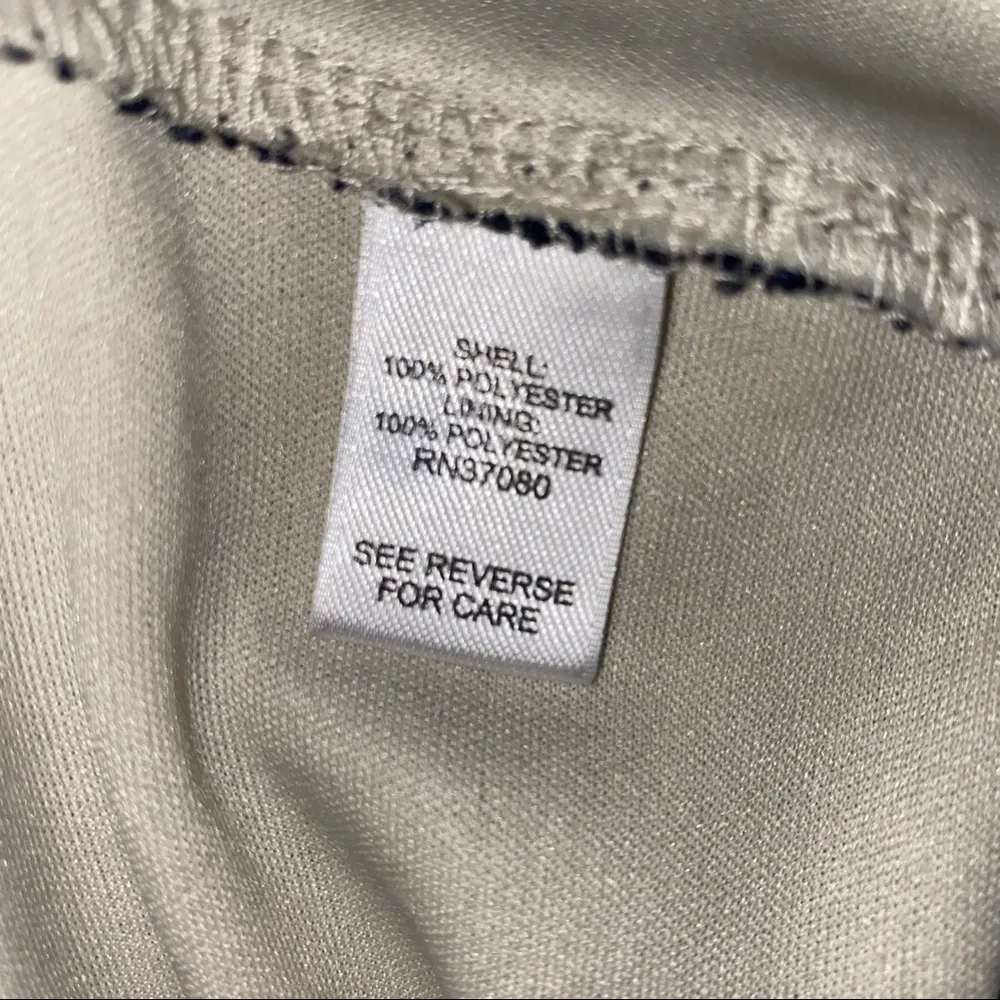 SHELL:
100% POLYESTER
LINING:
100% POLYESTER
RN37080
SEE REVERSE
FOR CARE